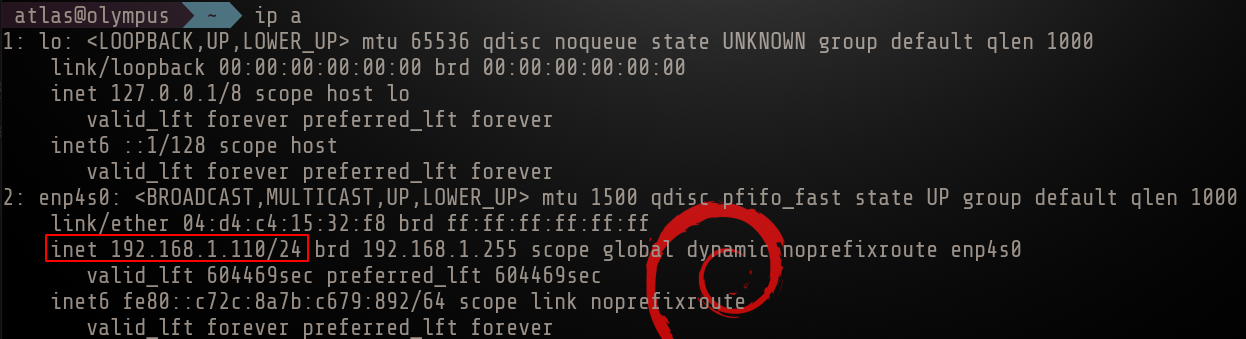 atlas@olympus ~ ip a
1: lo: <LOOPBACK,UP,LOWER_UP> mtu 65536 qdisc noqueue state UNKNOWN group default qlen 1000
link/loopback 00:00:00:00:00:00 brd 00:00:00:00:00:00
inet 127.0.0.1/8 scope host lo
valid_lft forever preferred_lft forever
inet6 ::1/128 scope host
valid_lft forever preferred_lft forever
2: enp4s0: <BROADCAST,MULTICAST,UP,LOWER_UP> mtu 1500 qdisc pfifo_fast state UP group default qlen 1000
link/ether 04:d4:c4:15:32:f8 brd ff:ff:ff:ff:ff:ff
inet 192.168.1.110/24 brd 192.168.1.255 scope global dynamic noprefixroute enp4s0
valid_lft 604469sec preferred_lft 604469sec
inet6 fe80::c72c:8a7b:c679:892/64 scope link noprefixroute
valid_lft forever preferred_lft forever